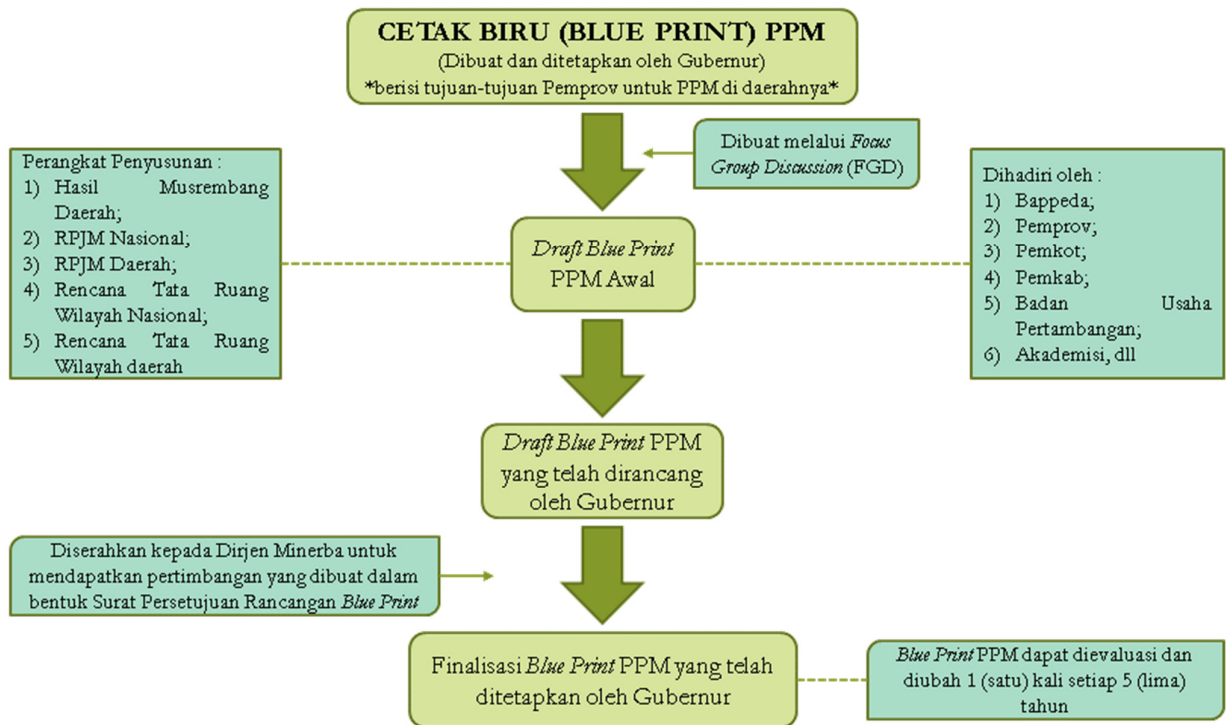 CETAK BIRU (BLUE PRINT) PPM
(Dibuat dan ditetapkan oleh Gubernur)
*berisi tujuan-tujuan Pemprov untuk PPM di daerahnya*
Dibuat melalui Focus
Group Discussion (FGD)
Perangkat Penyusunan :
1) Hasil Musrembang
Daerah;
2) RPJM Nasional;
3) RPJM Daerah;
4) Rencana Tata Ruang
Wilayah Nasional;
5) Rencana Tata Ruang
Wilayah daerah
Draft Blue Print
PPM Awal
Dihadiri oleh :
1) Bappeda;
2) Pemprov;
3) Pemkot;
4) Pemkab;
5) Badan Usaha
Pertambangan;
6) Akademisi, dll
Draft Blue Print PPM
yang telah dirancang
oleh Gubernur
Diserahkan kepada Dirjen Minerba untuk
mendapatkan pertimbangan yang dibuat dalam
bentuk Surat Persetujuan Rancangan Blue Print
Finalisasi Blue Print PPM yang telah
ditetapkan oleh Gubernur
Blue Print PPM dapat dievaluasi dan
diubah 1 (satu) kali setiap 5 (lima)
tahun